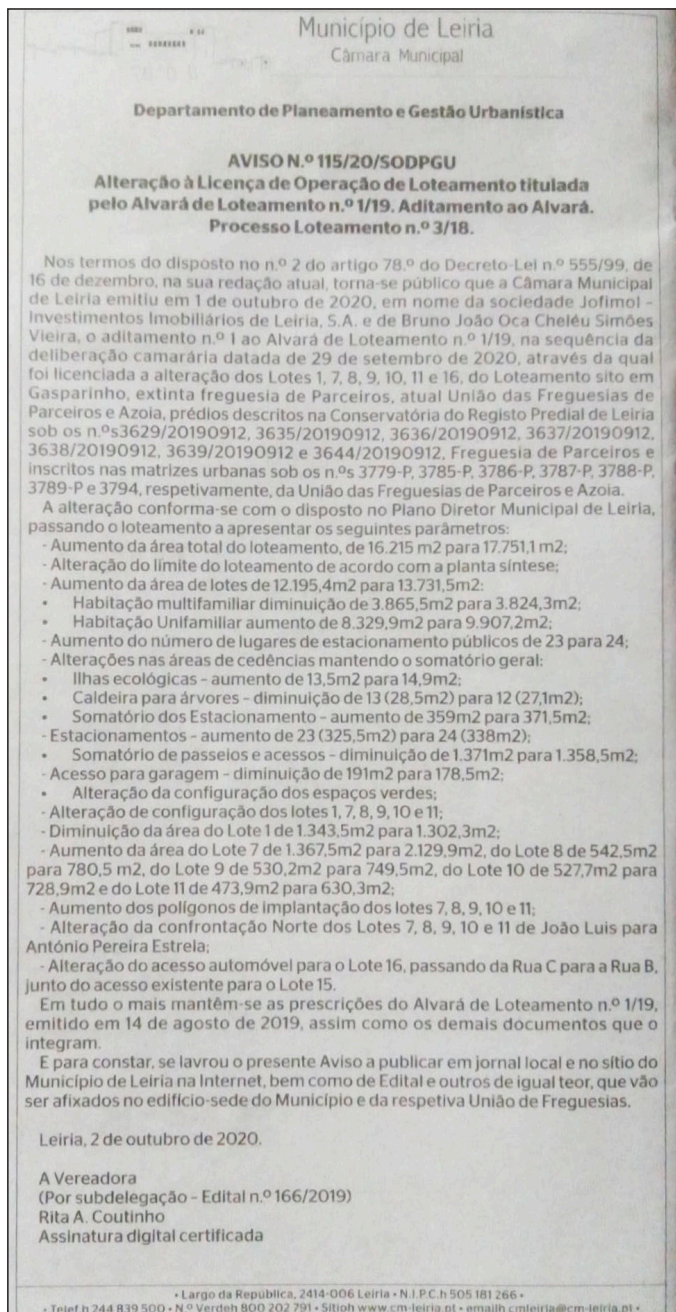 Município de Leiria
Câmara Municipal
Departamento de Planeamento e Gestão Urbanística
AVISO N.º 115/20/SODPGU
Alteração à Licença de Operação de Loteamento titulada
pelo Alvará de Loteamento n.º 1/19. Aditamento ao Alvará.
Processo Loteamento n.º 3/18.
Nos termos do disposto no n.º 2 do artigo 78.º do Decreto-Lei n.º 555/99, de
16 de dezembro, na sua redação atual, torna-se público que a Câmara Municipal
de Leiria emitiu em 1 de outubro de 2020, em nome da sociedade Jofimol -
Investimentos Imobiliários de Leiria, S.A. e de Bruno João Oca Cheléu Simões
Vieira, o aditamento n.º 1 ao Alvará de Loteamento n.º 1/19, na sequência da
deliberação camarária datada de 29 de setembro de 2020, através da qual
foi licenciada a alteração dos Lotes 1, 7, 8, 9, 10, 11 e 16, do Loteamento sito em
Gasparinho, extinta freguesia de Parceiros, atual União das Freguesias de
Parceiros e Azoia, prédios descritos na Conservatória do Registo Predial de Leiria
sob os n.ºs3629/20190912, 3635/20190912, 3636/20190912, 3637/20190912,
3638/20190912, 3639/20190912 e 3644/20190912, Freguesia de Parceiros e
inscritos nas matrizes urbanas sob os n.ºs 3779-P, 3785-P, 3786-P, 3787-P, 3788-P,
3789-P e 3794, respetivamente, da União das Freguesias de Parceiros e Azoia.
A alteração conforma-se com o disposto no Plano Diretor Municipal de Leiria,
passando o loteamento a apresentar os seguintes parâmetros:
- Aumento da área total do loteamento, de 16.215 m2 para 17.751,1 m2;
- Alteração do limite do loteamento de acordo com a planta síntese;
- Aumento da área de lotes de 12.195,4m2 para 13.731,5m2:
• Habitação multifamiliar diminuição de 3.865,5m2 para 3.824,3m2;
• Habitação Unifamiliar aumento de 8.329,9m2 para 9.907,2m2;
- Aumento do número de lugares de estacionamento públicos de 23 para 24;
- Alterações nas áreas de cedências mantendo o somatório geral:
• Ilhas ecológicas - aumento de 13,5m2 para 14,9m2;
• Caldeira para árvores - diminuição de 13 (28,5m2) para 12 (27,1m2);
• Somatório dos Estacionamento - aumento de 359m2 para 371,5m2;
- Estacionamentos - aumento de 23 (325,5m2) para 24 (338m2);
• Somatório de passeios e acessos - diminuição de 1.371m2 para 1.358,5m2;
- Acesso para garagem - diminuição de 191m2 para 178,5m2;
• Alteração da configuração dos espaços verdes;
- Alteração de configuração dos lotes 1, 7, 8, 9, 10 e 11;
- Diminuição da área do Lote 1 de 1.343,5m2 para 1.302,3m2;
- Aumento da área do Lote 7 de 1.367,5m2 para 2.129,9m2, do Lote 8 de 542,5m2
para 780,5 m2, do Lote 9 de 530,2m2 para 749,5m2, do Lote 10 de 527,7m2 para
728,9m2 e do Lote 11 de 473,9m2 para 630,3m2;
- Aumento dos polígonos de implantação dos lotes 7, 8, 9, 10 e 11;
- Alteração da confrontação Norte dos Lotes 7, 8, 9, 10 e 11 de João Luis para
António Pereira Estrela;
- Alteração do acesso automóvel para o Lote 16, passando da Rua C para a Rua B,
junto do acesso existente para o Lote 15.
Em tudo o mais mantêm-se as prescrições do Alvará de Loteamento n.º 1/19,
emitido em 14 de agosto de 2019, assim como os demais documentos que o
integram.
E para constar, se lavrou o presente Aviso a publicar em jornal local e no sítio do
Município de Leiria na Internet, bem como de Edital e outros de igual teor, que vão
ser afixados no edifício-sede do Município e da respetiva União de Freguesias.
Leiria, 2 de outubro de 2020.
A Vereadora
(Por subdelegação - Edital n.º 166/2019)
Rita A. Coutinho
Assinatura digital certificada
• Largo da República, 2414-006 Leiria • N.I.P.C.h 505 181 266 •
• Telef.h 244 839 500 • N.º Verdeh 800 202 791 • Sitioh www.cm-leiria.pt • emailh cmleiria@cm-leiria.pt •